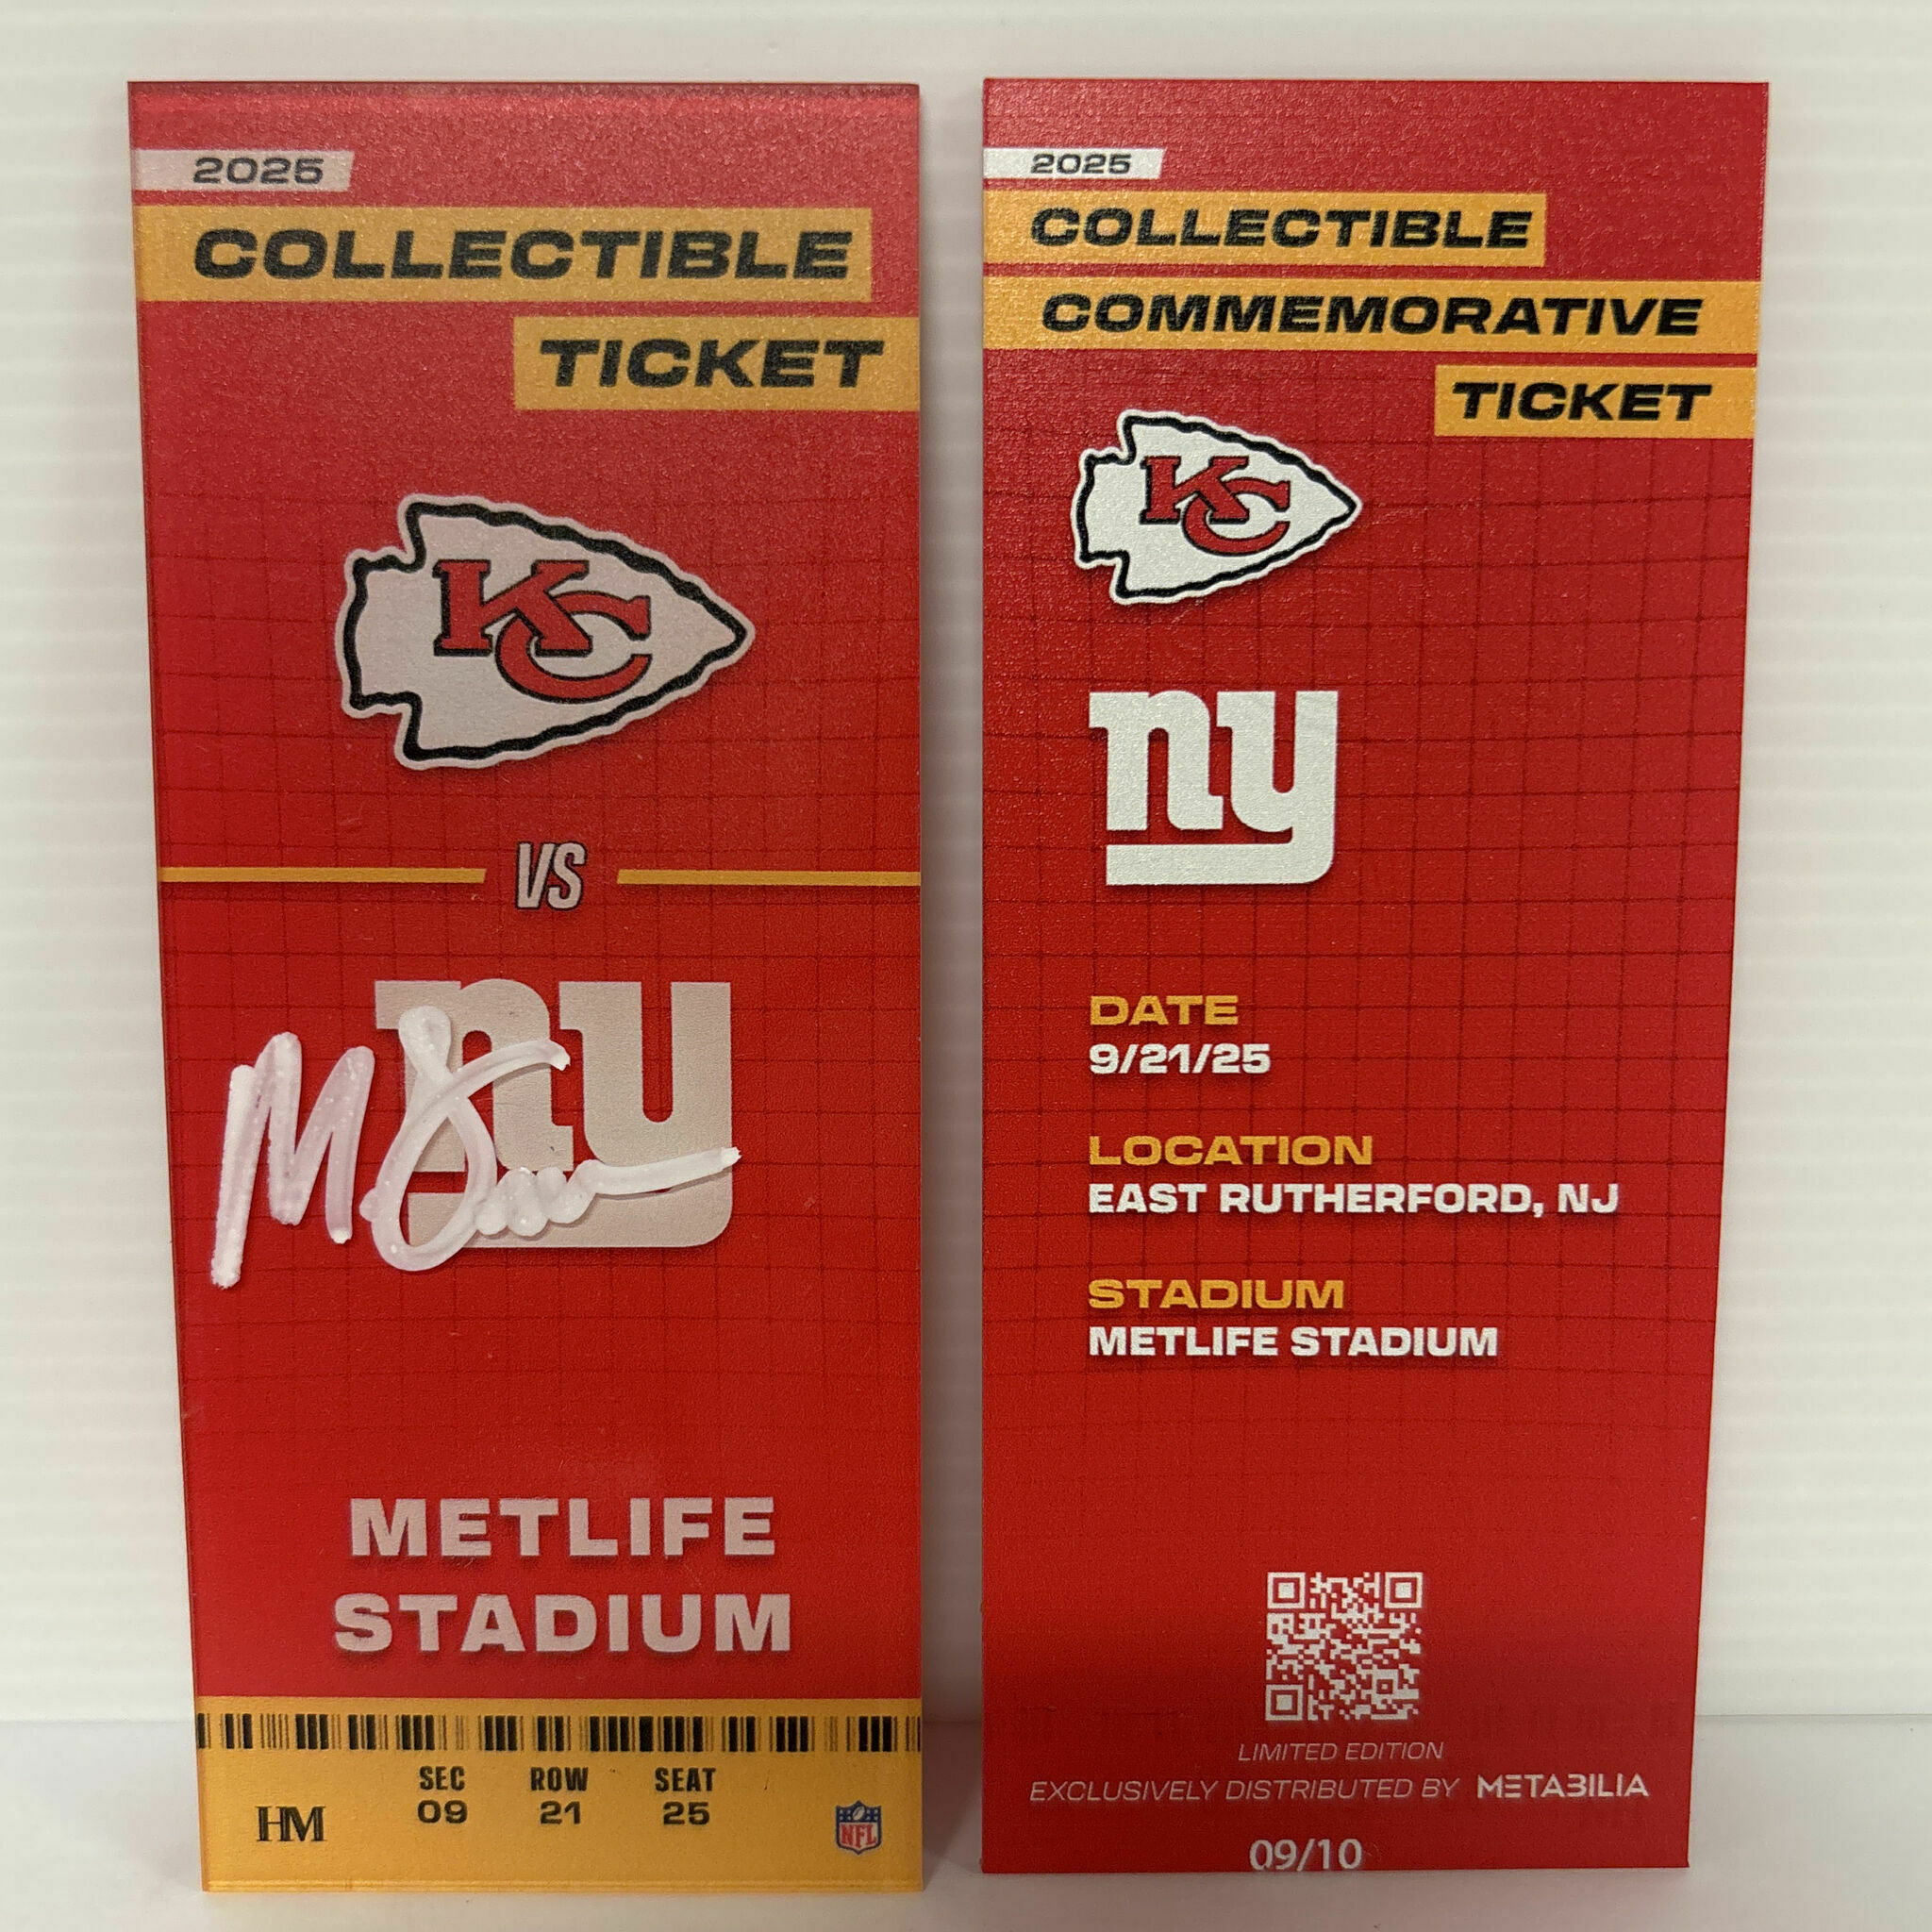 2025
COLLECTIBLE
TICKET
KC
VS
ny
METLIFE
STADIUM
SEC ROW SEAT
09 21 25
HM
NFL
2025
COLLECTIBLE
COMMEMORATIVE
TICKET
KC
ny
DATE
9/21/25
LOCATION
EAST RUTHERFORD, NJ
STADIUM
METLIFE STADIUM
LIMITED EDITION
EXCLUSIVELY DISTRIBUTED BY METABILIA
09/10